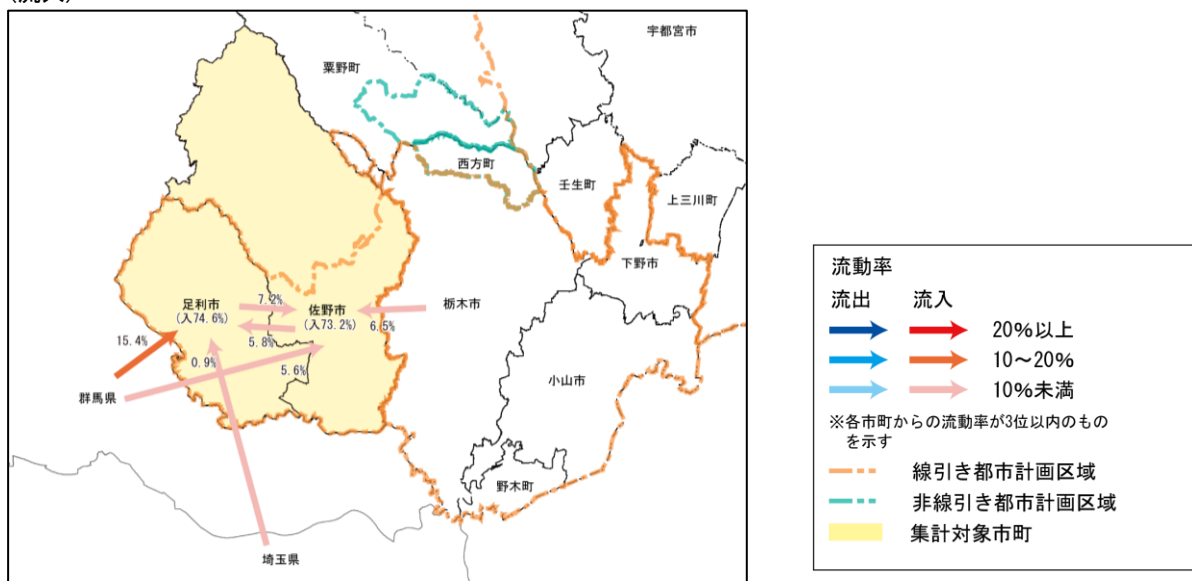 宇都宮市
粟野町
西方町
壬生町
上三川町
下野市
足利市
(入74.6%)
7.2%
佐野市
(入73.2%)
栃木市
15.4%
0.9%
5.8%
6.5%
5.6%
群馬県
小山市
野木町
埼玉県
流動率
流出 流入
20%以上
10～20%
10%未満
※各市町からの流動率が3位以内のもの
を示す
線引き都市計画区域
非線引き都市計画区域
集計対象市町